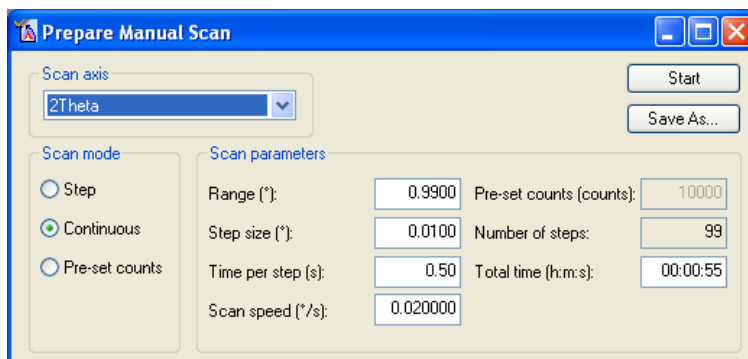 Prepare Manual Scan
Scan axis
2Theta
Start
Save As...
Scan mode
Step
Continuous
Pre-set counts
Scan parameters
Range (°): 0.9900 Pre-set counts (counts): 10000
Step size (°): 0.0100 Number of steps: 99
Time per step (s): 0.50 Total time (h:m:s): 00:00:55
Scan speed (°/s): 0.020000